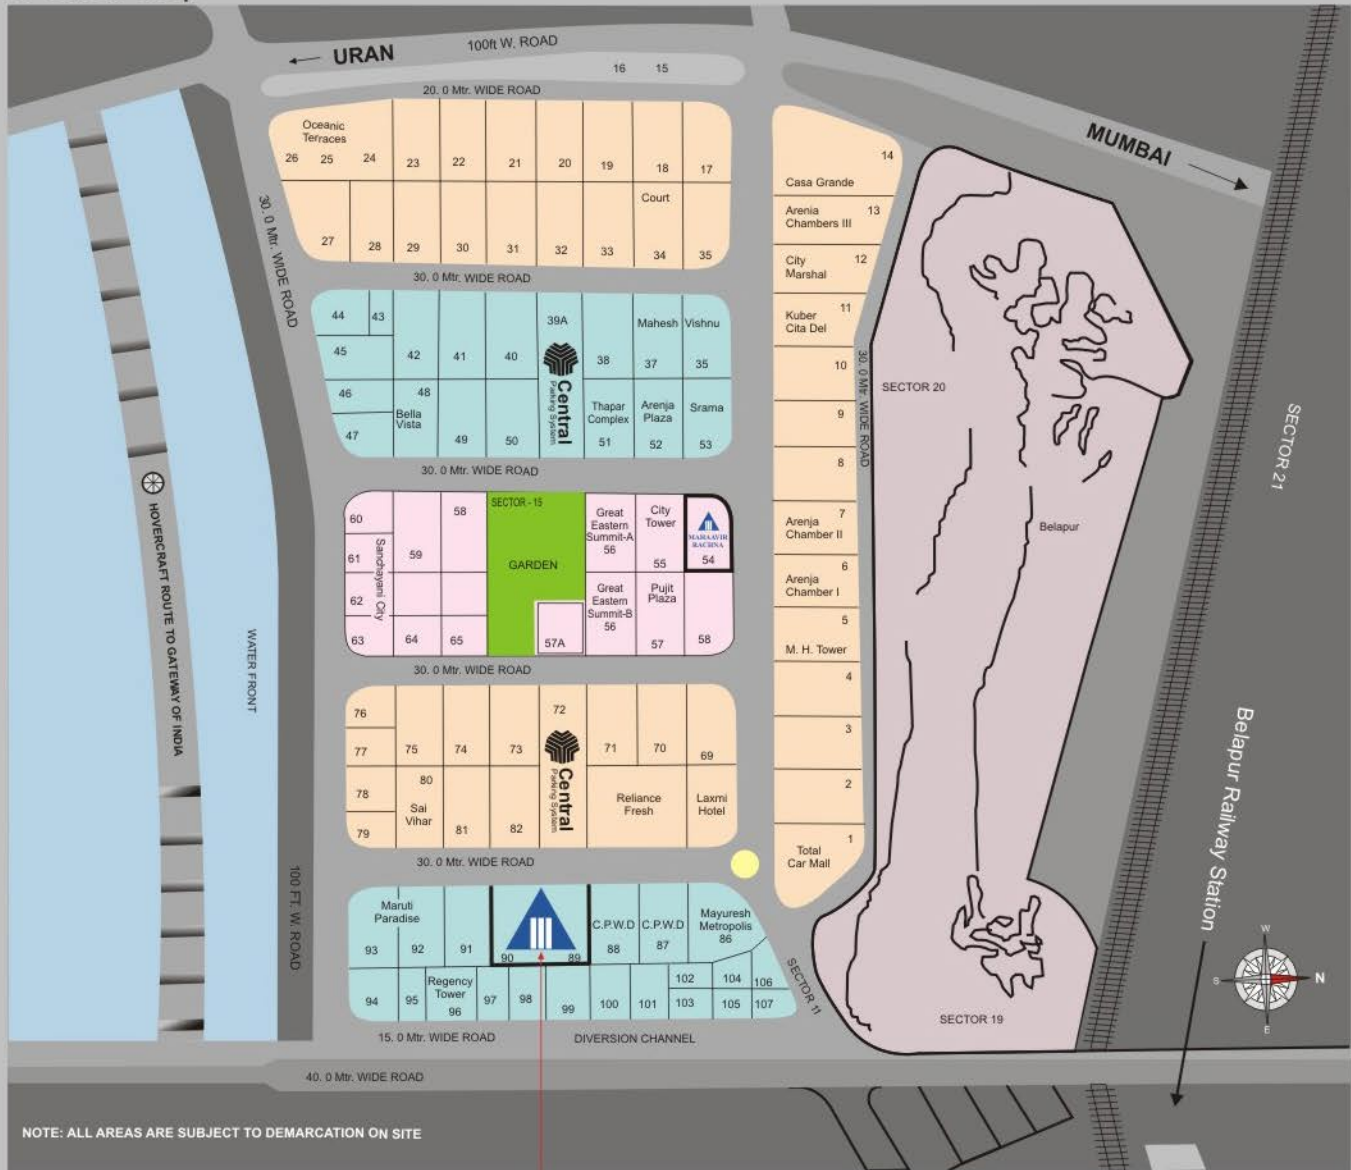 ← URAN
100ft W. ROAD
16
15
20. 0 Mtr. WIDE ROAD
Oceanic
Terraces
26
25
24
23
22
21
20
19
18
17
Court
27
28
29
30
31
32
33
34
35
30. 0 Mtr. WIDE ROAD
30. 0 Mtr. WIDE ROAD
MUMBAI →
14
Casa Grande
Arenia
Chambers III
13
City
Marshal
12
Kuber
Cita Del
11
10
9
8
Arenja
Chamber II
7
Arenja
Chamber I
6
5
M. H. Tower
4
3
2
1
Total
Car Mall
30. 0 Mtr. WIDE ROAD
SECTOR 20
Belapur
SECTOR 19
SECTOR 21
Belapur Railway Station
44
43
45
42
41
40
39A
38
Mahesh
37
Vishnu
35
46
47
48
Bella
Vista
49
50
Central
Parking System
Thapar
Complex
51
Arenja
Plaza
52
Srama
53
30. 0 Mtr. WIDE ROAD
60
61
62
63
Sanchayani City
59
58
64
65
SECTOR - 15
GARDEN
57A
Great
Eastern
Summit-A
56
City
Tower
55
MAHAAVIR
RACHNA
54
Great
Eastern
Summit-B
56
Pujit
Plaza
57
58
30. 0 Mtr. WIDE ROAD
76
77
75
74
73
72
71
70
69
78
79
80
Sai
Vihar
81
82
Central
Parking System
Reliance
Fresh
Laxmi
Hotel
30. 0 Mtr. WIDE ROAD
Maruti
Paradise
93
92
91
90
89
C.P.W.D
88
C.P.W.D
87
Mayuresh
Metropolis
86
94
95
Regency
Tower
96
97
98
99
100
101
102
103
104
105
106
107
SECTOR 11
15. 0 Mtr. WIDE ROAD
DIVERSION CHANNEL
40. 0 Mtr. WIDE ROAD
HOVERCRAFT ROUTE TO GATEWAY OF INDIA
WATER FRONT
100 FT. W. ROAD
W
S
N
E
NOTE: ALL AREAS ARE SUBJECT TO DEMARCATION ON SITE